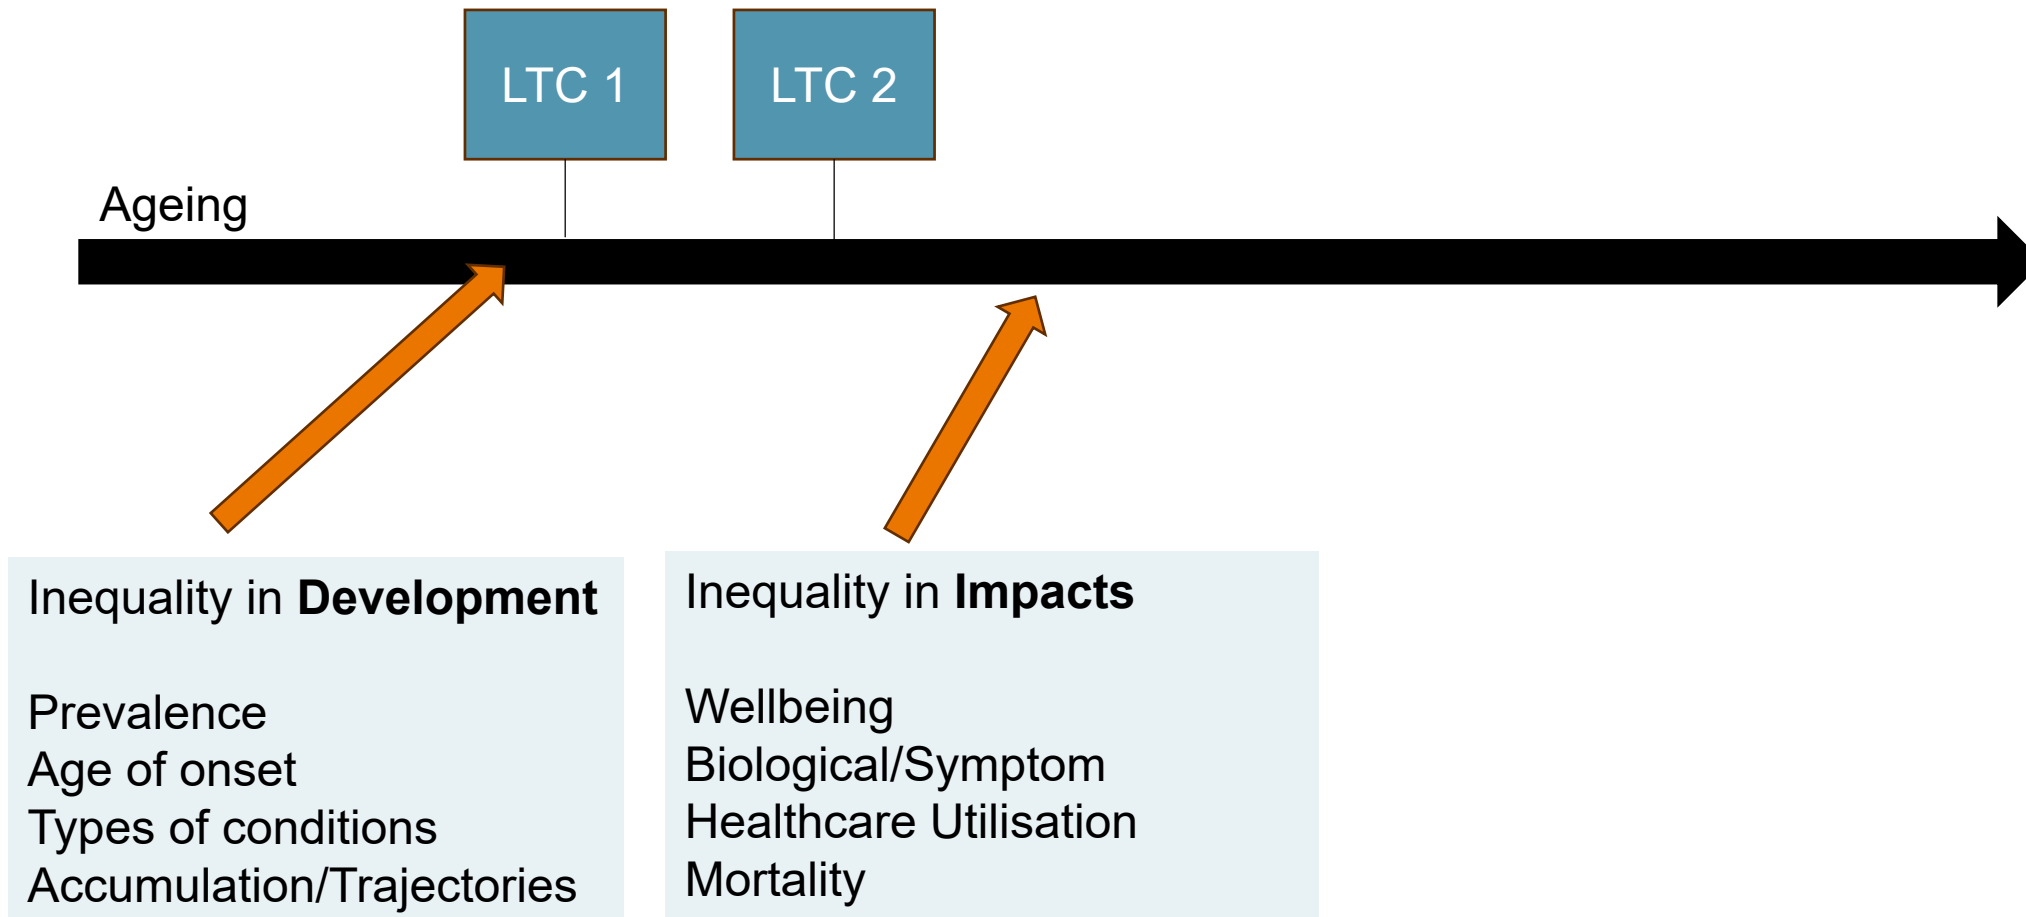 LTC 1
LTC 2
Ageing
Inequality in Development
Prevalence
Age of onset
Types of conditions
Accumulation/Trajectories
Inequality in Impacts
Wellbeing
Biological/Symptom
Healthcare Utilisation
Mortality